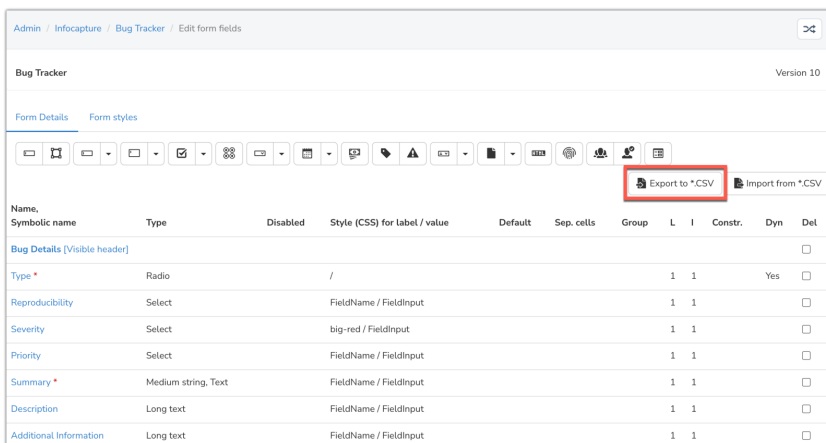 Admin / Infocapture / Bug Tracker / Edit form fields
Bug Tracker Version 10
Form Details Form styles
HTML
Export to *.CSV Import from *.CSV
Name,
Symbolic name Type Disabled Style (CSS) for label / value Default Sep. cells Group L I Constr. Dyn Del
Bug Details [Visible header]
Type * Radio / 1 1 Yes
Reproducibility Select FieldName / FieldInput 1 1
Severity Select big-red / FieldInput 1 1
Priority Select FieldName / FieldInput 1 1
Summary * Medium string, Text FieldName / FieldInput 1 1
Description Long text FieldName / FieldInput 1 1
Additional Information Long text FieldName / FieldInput 1 1